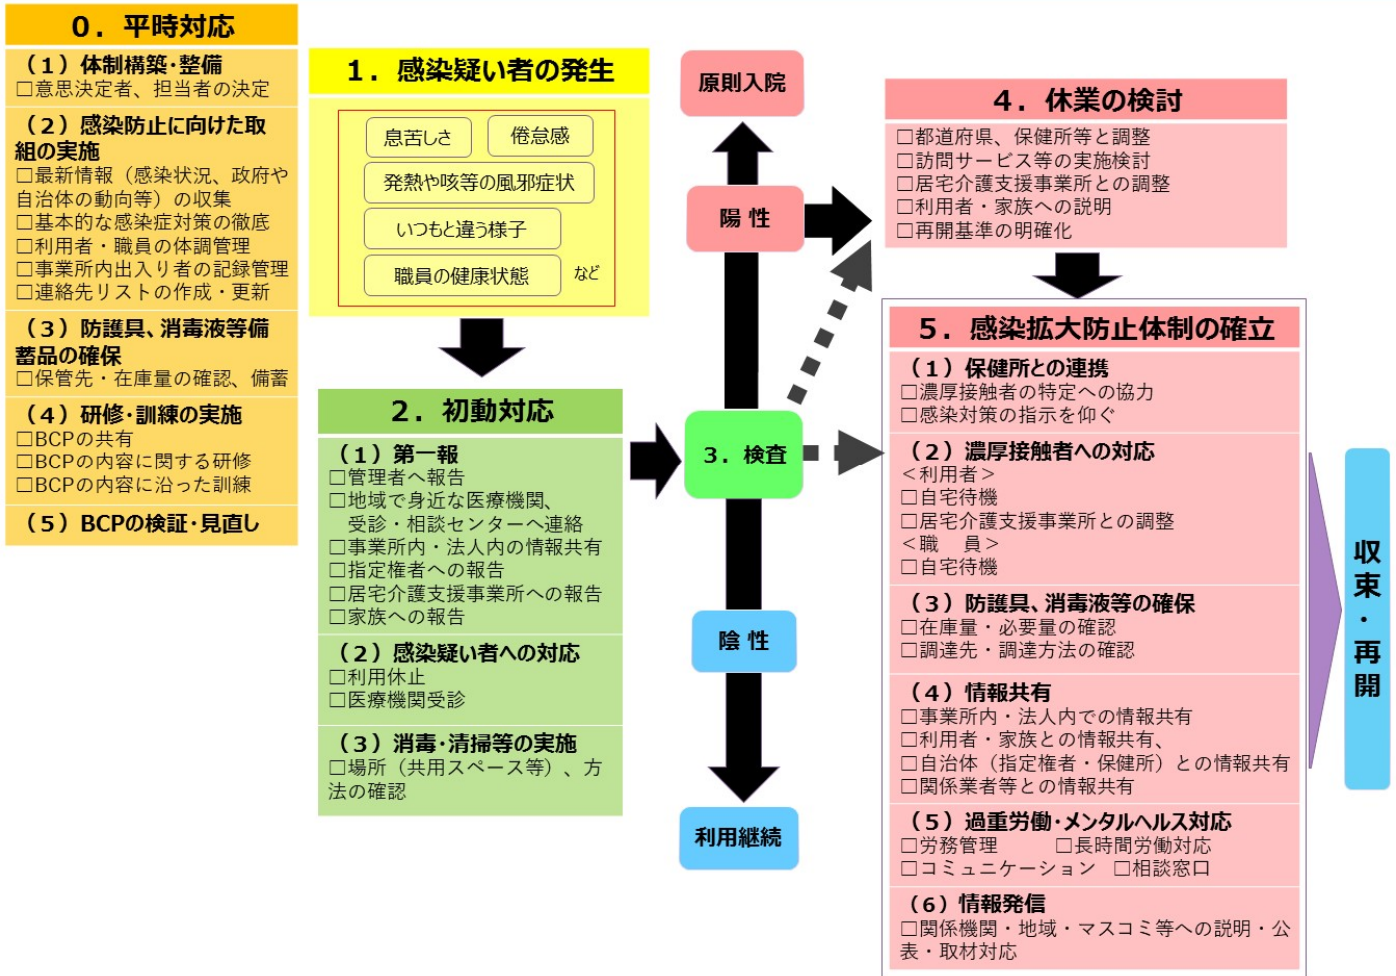 0．平時対応
（1）体制構築・整備
□意思決定者、担当者の決定
（2）感染防止に向けた取
組の実施
□最新情報（感染状況、政府や
自治体の動向等）の収集
□基本的な感染症対策の徹底
□利用者・職員の体調管理
□事業所内出入り者の記録管理
□連絡先リストの作成・更新
（3）防護具、消毒液等備
蓄品の確保
□保管先・在庫量の確認、備蓄
（4）研修・訓練の実施
□BCPの共有
□BCPの内容に関する研修
□BCPの内容に沿った訓練
（5）BCPの検証・見直し
1．感染疑い者の発生
息苦しさ
倦怠感
発熱や咳等の風邪症状
いつもと違う様子
職員の健康状態
など
2．初動対応
（1）第一報
□管理者へ報告
□地域で身近な医療機関、
受診・相談センターへ連絡
□事業所内・法人内の情報共有
□指定権者への報告
□居宅介護支援事業所への報告
□家族への報告
（2）感染疑い者への対応
□利用休止
□医療機関受診
（3）消毒・清掃等の実施
□場所（共用スペース等）、方
法の確認
原則入院
陽 性
3．検査
陰 性
利用継続
4．休業の検討
□都道府県、保健所等と調整
□訪問サービス等の実施検討
□居宅介護支援事業所との調整
□利用者・家族への説明
□再開基準の明確化
5．感染拡大防止体制の確立
（1）保健所との連携
□濃厚接触者の特定への協力
□感染対策の指示を仰ぐ
（2）濃厚接触者への対応
＜利用者＞
□自宅待機
□居宅介護支援事業所との調整
＜職　員＞
□自宅待機
（3）防護具、消毒液等の確保
□在庫量・必要量の確認
□調達先・調達方法の確認
（4）情報共有
□事業所内・法人内での情報共有
□利用者・家族との情報共有、
□自治体（指定権者・保健所）との情報共有
□関係業者等との情報共有
（5）過重労働・メンタルヘルス対応
□労務管理　　□長時間労働対応
□コミュニケーション　□相談窓口
（6）情報発信
□関係機関・地域・マスコミ等への説明・公
表・取材対応
収束・再開